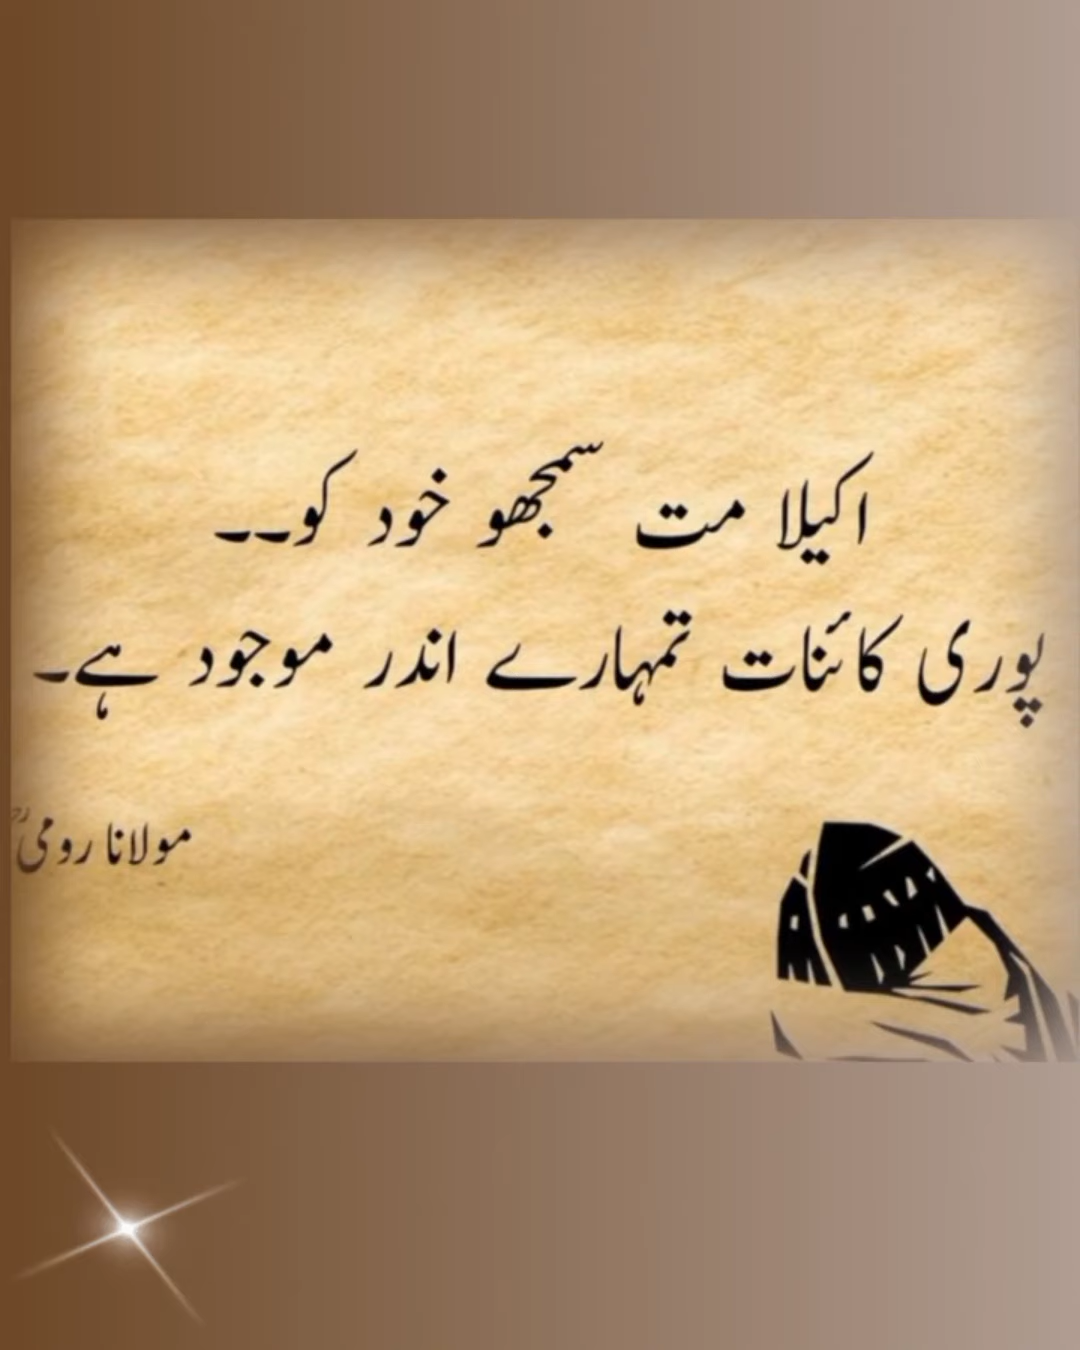 اکیلا مت سمجھو خود کو۔۔
پوری کائنات تمہارے اندر موجود ہے۔
مولانا رومیؒ